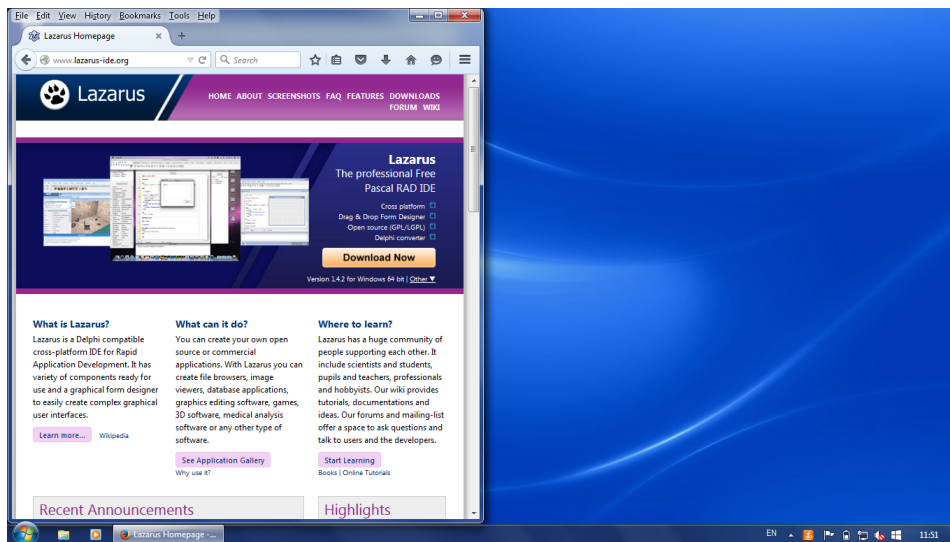 File Edit View History Bookmarks Tools Help
Lazarus Homepage
www.lazarus-ide.org
Search
Lazarus
HOME ABOUT SCREENSHOTS FAQ FEATURES DOWNLOADS
FORUM WIKI
Lazarus
The professional Free
Pascal RAD IDE
Cross platform
Drag & Drop Form Designer
Open source (GPL/LGPL)
Delphi converter
Download Now
Version 1.4.2 for Windows 64 bit | Other ▼
What is Lazarus?
Lazarus is a Delphi compatible
cross-platform IDE for Rapid
Application Development. It has
variety of components ready for
use and a graphical form designer
to easily create complex graphical
user interfaces.
Learn more... Wikipedia
What can it do?
You can create your own open
source or commercial
applications. With Lazarus you can
create file browsers, image
viewers, database applications,
graphics editing software, games,
3D software, medical analysis
software or any other type of
software.
See Application Gallery
Why use it?
Where to learn?
Lazarus has a huge community of
people supporting each other. It
include scientists and students,
pupils and teachers, professionals
and hobbyists. Our wiki provides
tutorials, documentations and
ideas. Our forums and mailing-list
offer a space to ask questions and
talk to users and the developers.
Start Learning
Books | Online Tutorials
Recent Announcements
Highlights
Lazarus Homepage -...
EN
11:51